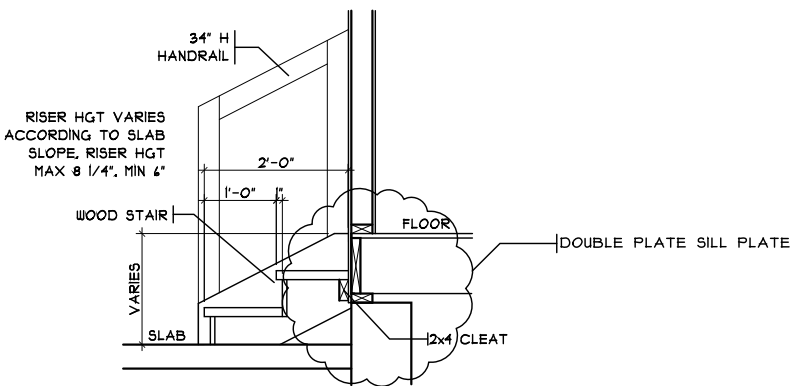 34" H
HANDRAIL
RISER HGT VARIES
ACCORDING TO SLAB
SLOPE, RISER HGT
MAX 8 1/4", MIN 6"
2'-0"
1'-0"
1"
WOOD STAIR
FLOOR
DOUBLE PLATE SILL PLATE
VARIES
SLAB
2x4 CLEAT